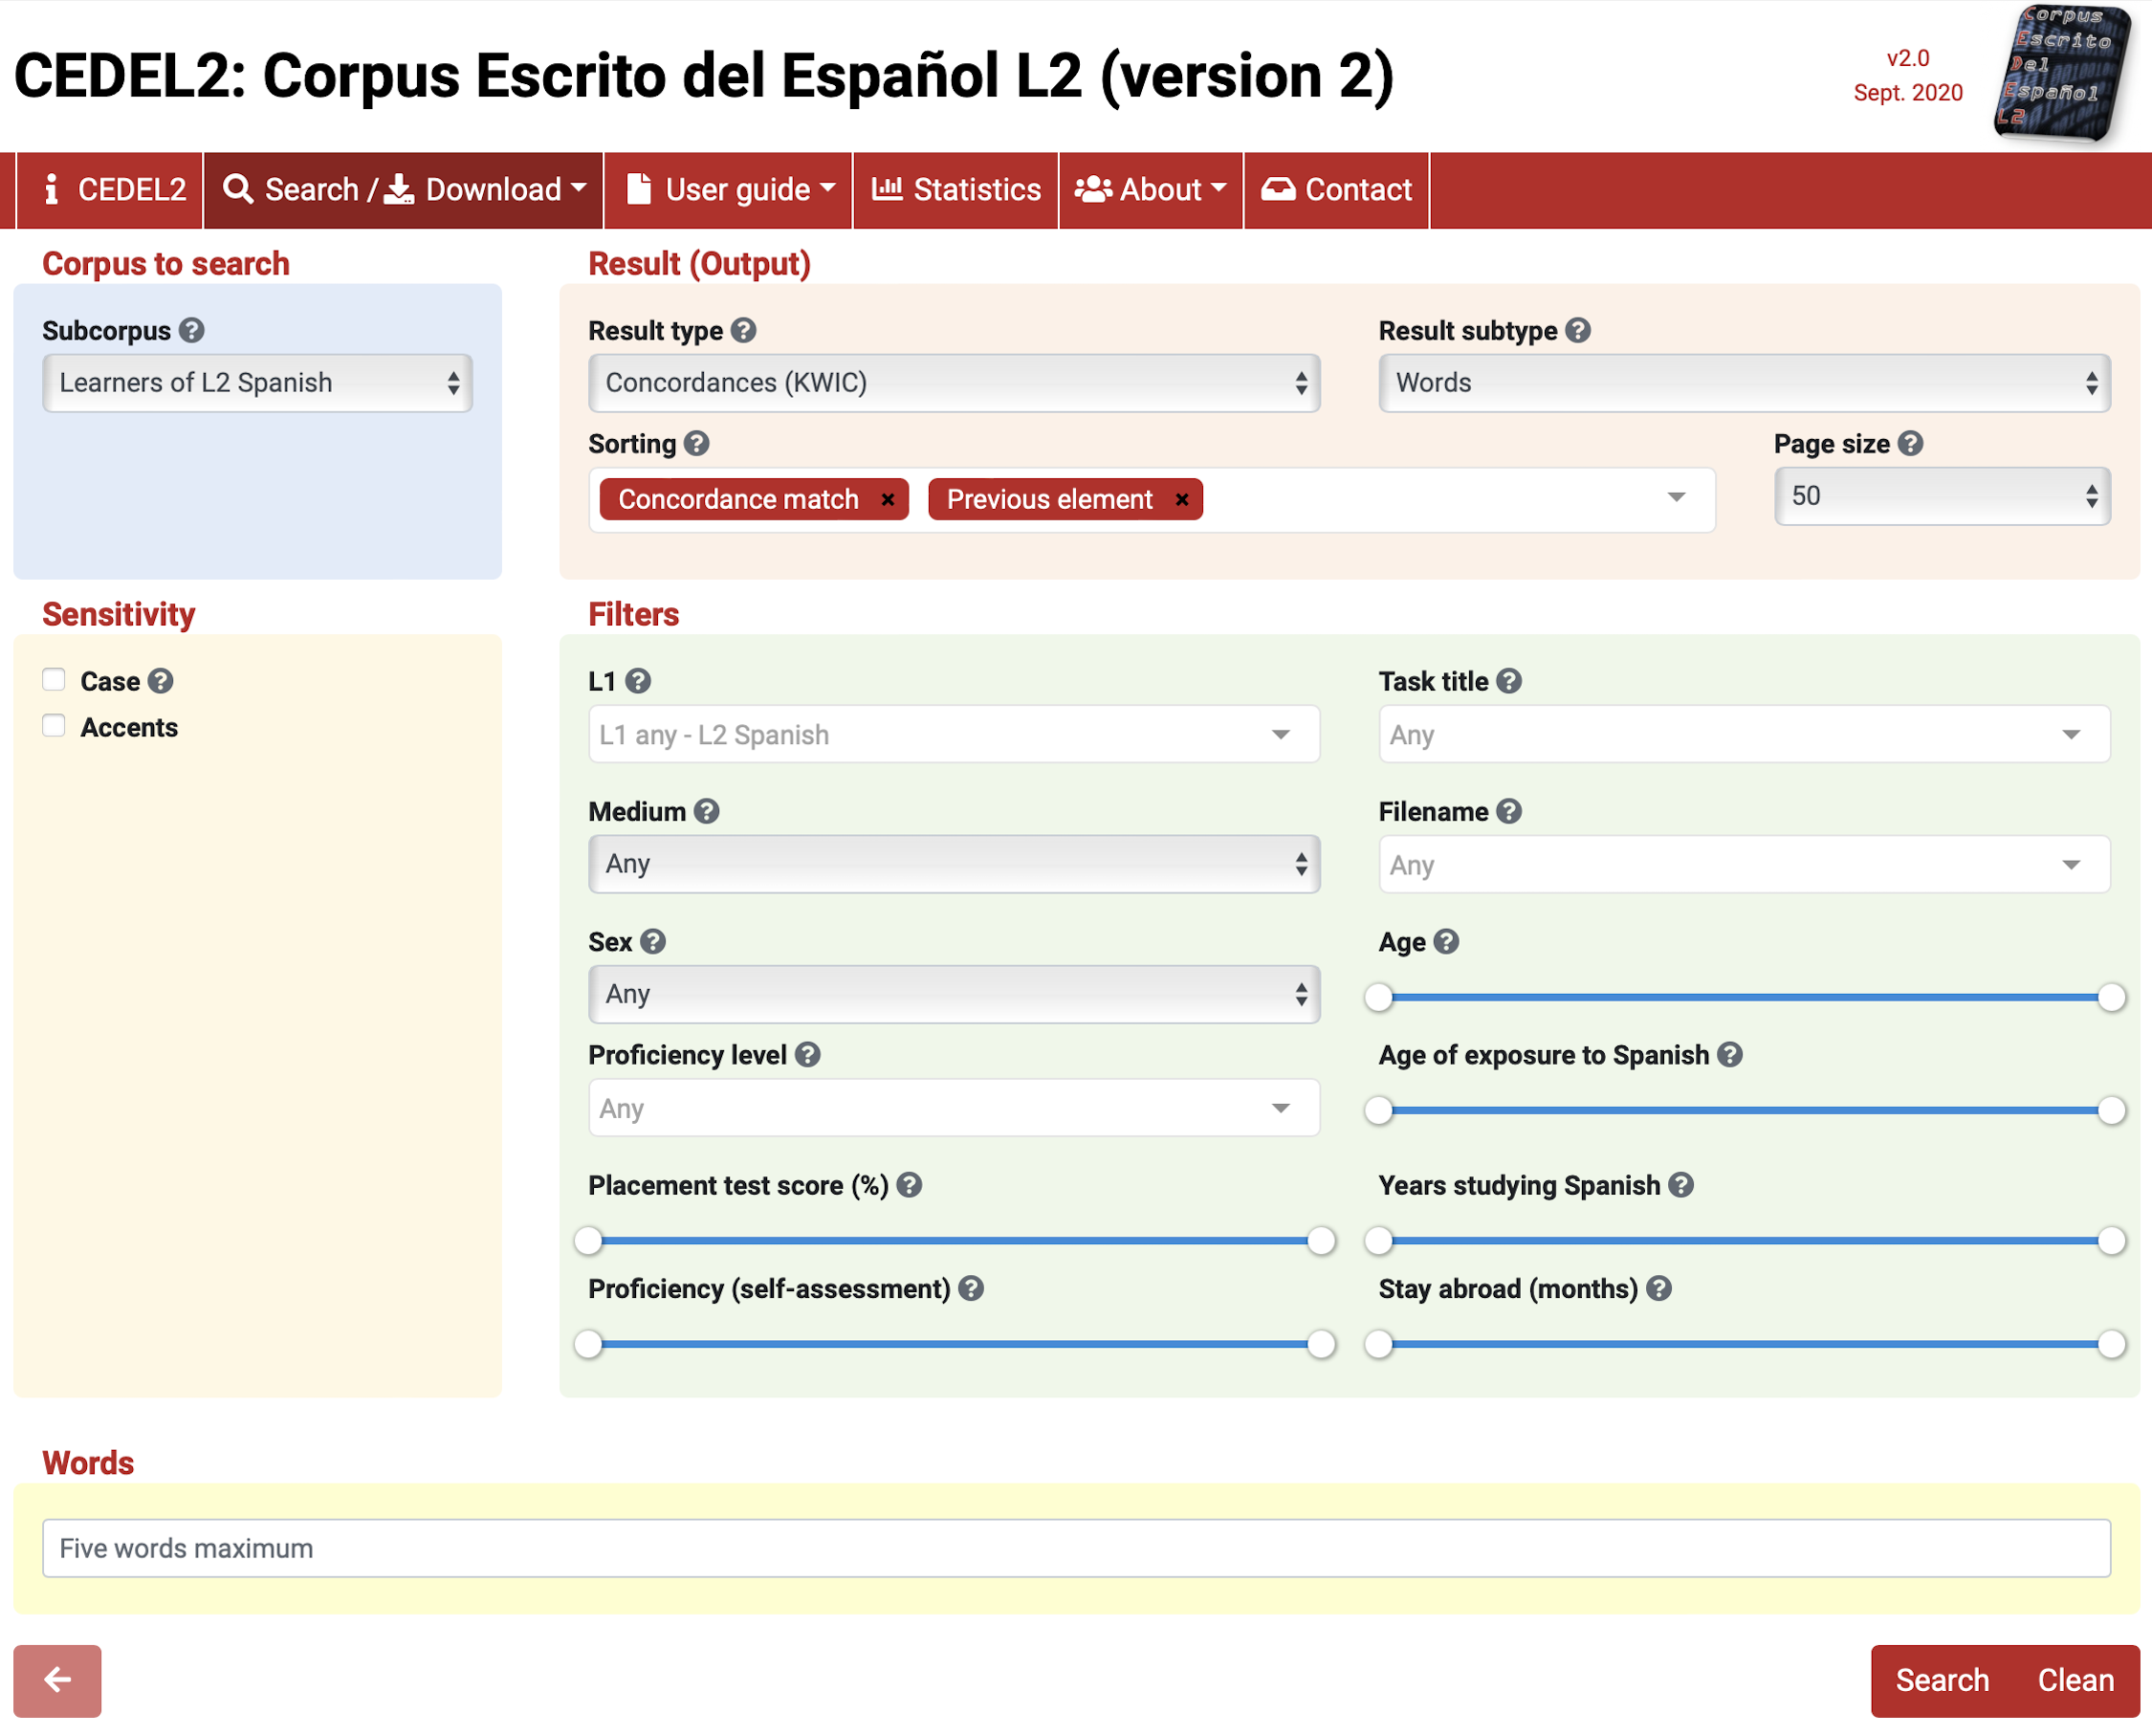 CEDEL2: Corpus Escrito del Español L2 (version 2)
v2.0
Sept. 2020
Corpus
Escrito
Del
Español
L2
CEDEL2
Search / Download
User guide
Statistics
About
Contact
Corpus to search
Subcorpus
Learners of L2 Spanish
Result (Output)
Result type
Concordances (KWIC)
Result subtype
Words
Sorting
Concordance match × Previous element ×
Page size
50
Sensitivity
Case
Accents
Filters
L1
L1 any - L2 Spanish
Task title
Any
Medium
Any
Filename
Any
Sex
Any
Age
Proficiency level
Any
Age of exposure to Spanish
Placement test score (%)
Years studying Spanish
Proficiency (self-assessment)
Stay abroad (months)
Words
Five words maximum
Search Clean